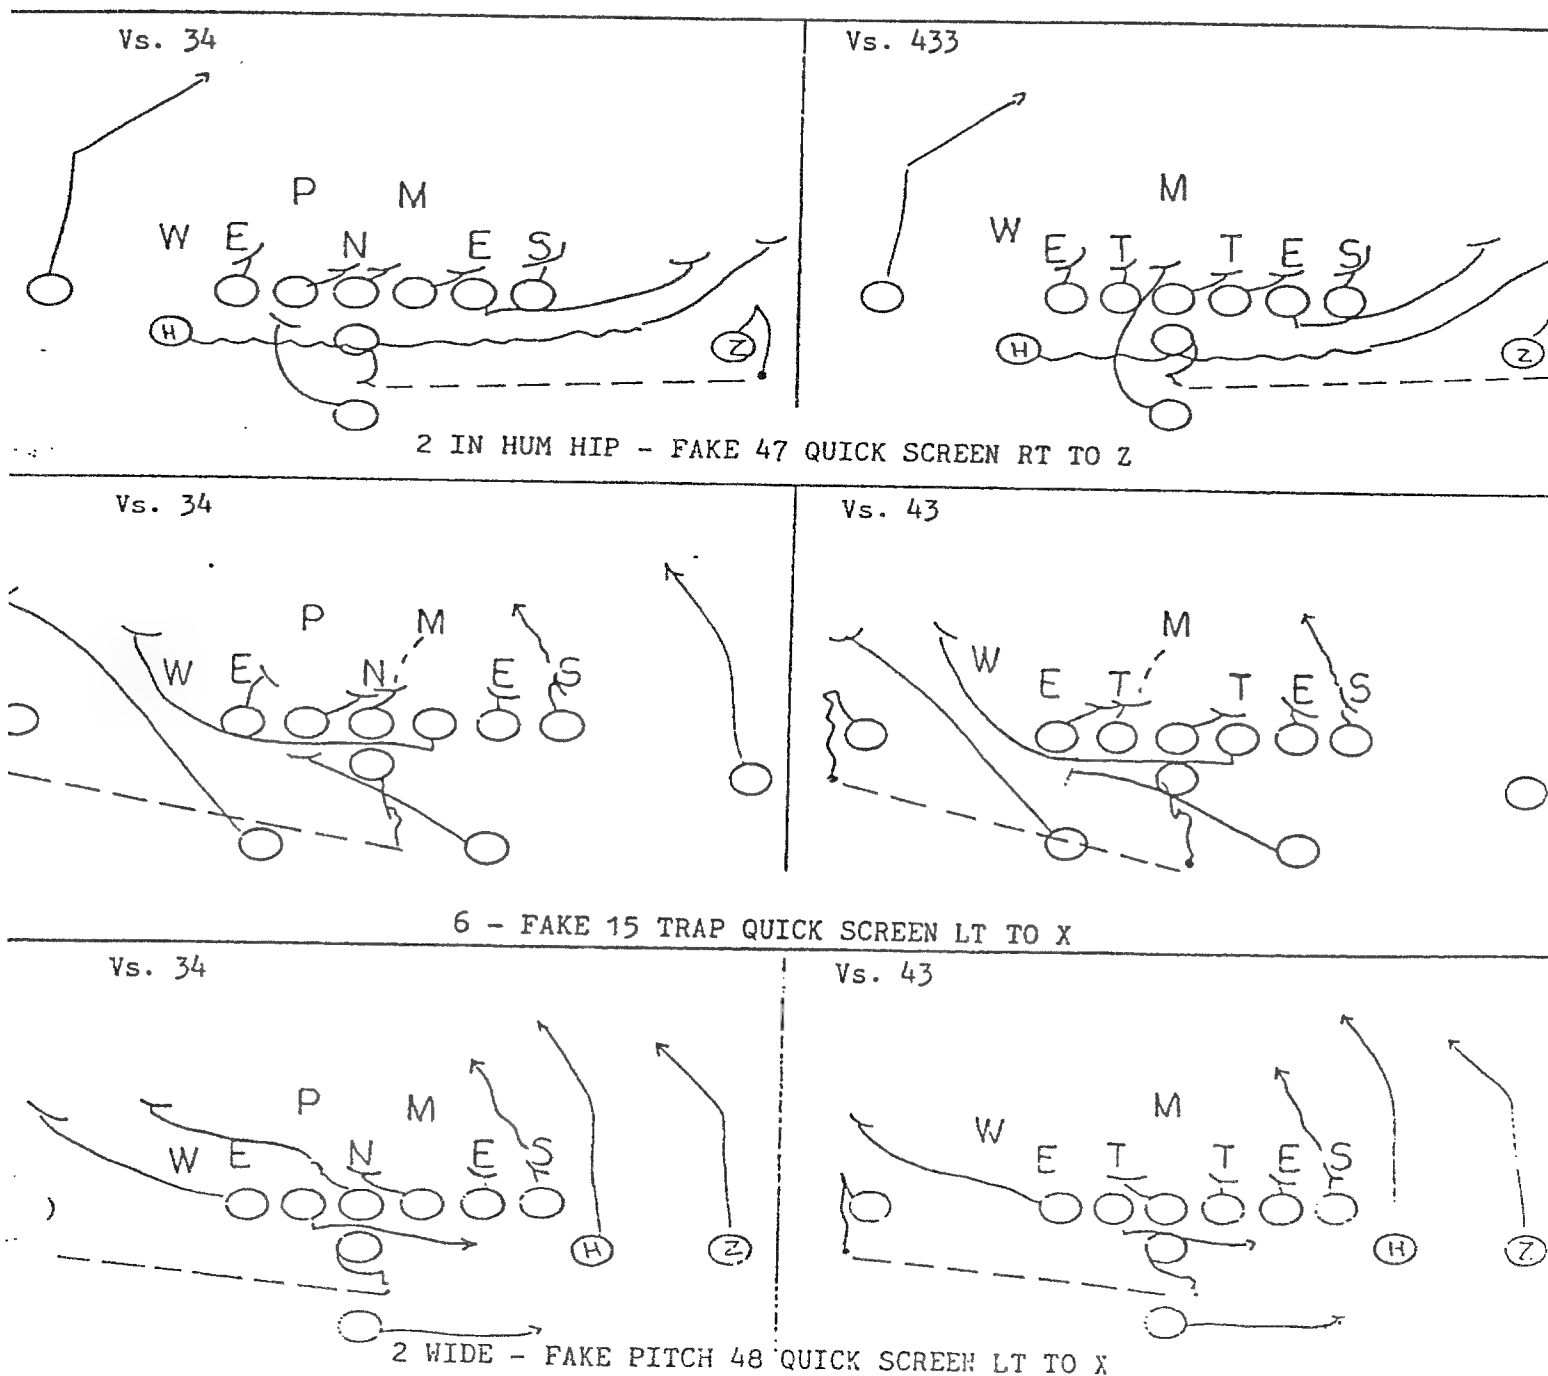 Vs. 34
Vs. 433
P M
M
W E N E S
W E T T E S
H Z
H Z
2 IN HUM HIP - FAKE 47 QUICK SCREEN RT TO Z
Vs. 34
Vs. 43
P M
M
W E N E S
W E T T E S
6 - FAKE 15 TRAP QUICK SCREEN LT TO X
Vs. 34
Vs. 43
P M
M
W E N E S
W E T T E S
H Z
H Z
2 WIDE - FAKE PITCH 48 QUICK SCREEN LT TO X